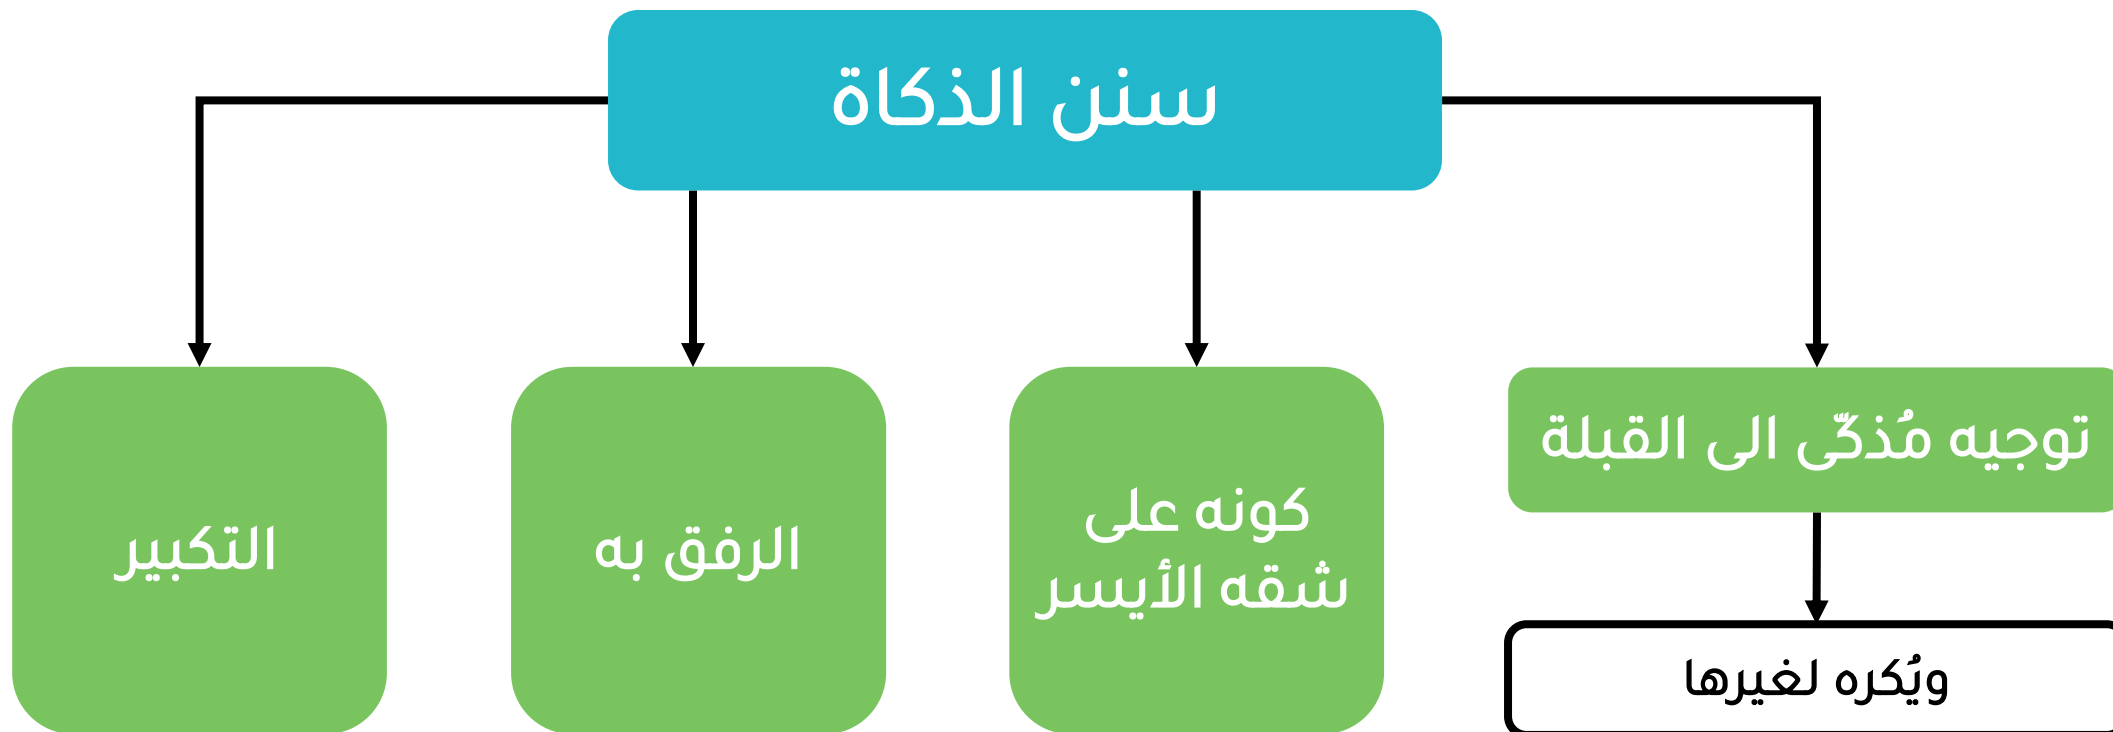 سنن الذكاة
توجيه مُذكّى الى القبلة
ويُكره لغيرها
كونه على
شقه الأيسر
الرفق به
التكبير